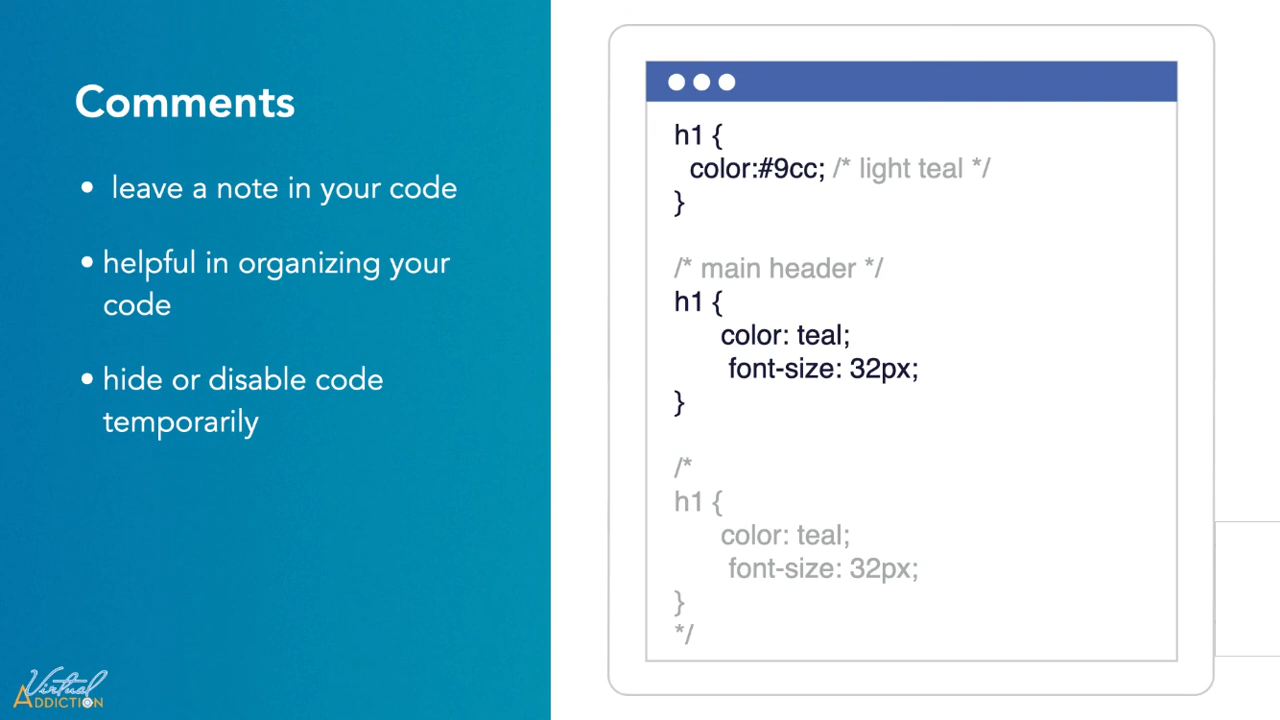 Comments
• leave a note in your code
• helpful in organizing your
code
• hide or disable code
temporarily
Virtual
ADDICTION
h1 {
color:#9cc; /* light teal */
}
/* main header */
h1 {
color: teal;
font-size: 32px;
}
/*
h1 {
color: teal;
font-size: 32px;
}
*/